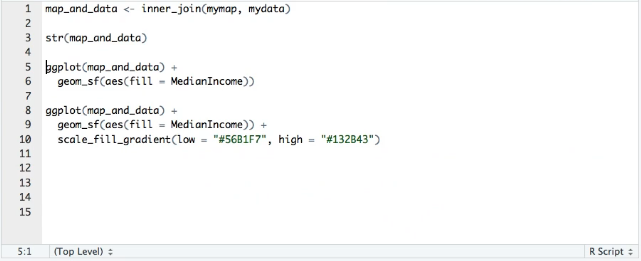 1 map_and_data <- inner_join(mymap, mydata)
2
3 str(map_and_data)
4
5 ggplot(map_and_data) +
6 geom_sf(aes(fill = MedianIncome))
7
8 ggplot(map_and_data) +
9 geom_sf(aes(fill = MedianIncome)) +
10 scale_fill_gradient(low = "#56B1F7", high = "#132B43")
11
12
13
14
15
5:1 (Top Level) R Script